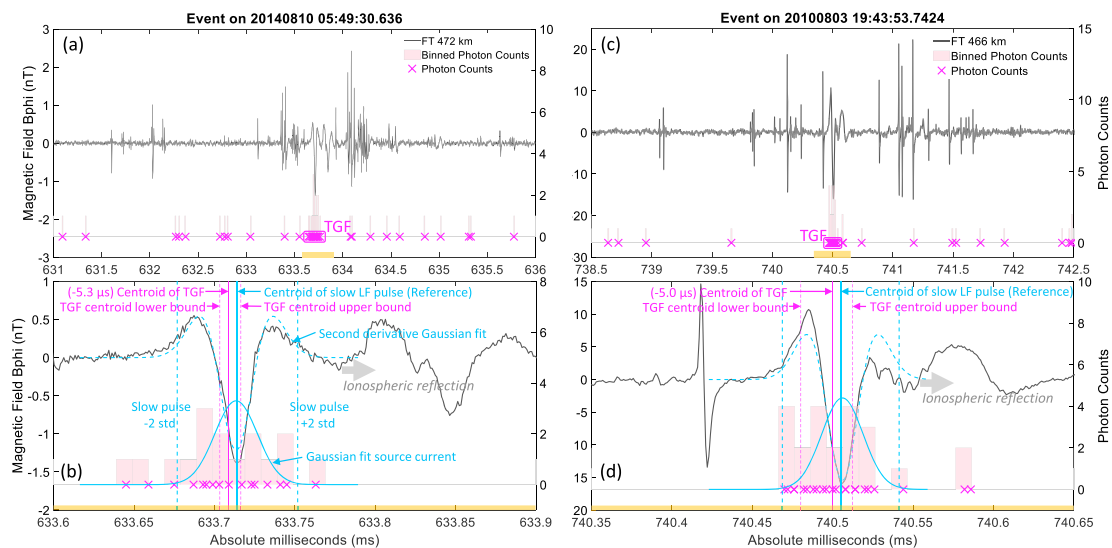 Event on 20140810 05:49:30.636
(a)
FT 472 km
Binned Photon Counts
Photon Counts
TGF
Magnetic Field Bphi (nT)
3
2
1
0
-1
-2
-3
10
8
6
4
2
0
631
631.5
632
632.5
633
633.5
634
634.5
635
635.5
636
Event on 20100803 19:43:53.7424
(c)
FT 466 km
Binned Photon Counts
Photon Counts
TGF
20
10
0
10
20
30
15
10
5
0
Photon Counts
738.5
739
739.5
740
740.5
741
741.5
742
742.5
(-5.3 µs) Centroid of TGF
Centroid of slow LF pulse (Reference)
TGF centroid lower bound
TGF centroid upper bound
Second derivative Gaussian fit
Ionospheric reflection
Slow pulse
-2 std
Slow pulse
+2 std
Gaussian fit source current
(b)
Magnetic Field Bphi (nT)
1
0.5
0
-0.5
-1
-1.5
-2
8
6
4
2
0
633.6
633.65
633.7
633.75
633.8
633.85
633.9
Absolute milliseconds (ms)
(-5.0 µs) Centroid of TGF
Centroid of slow LF pulse (Reference)
TGF centroid lower bound
TGF centroid upper bound
Ionospheric reflection
(d)
15
10
5
0
-5
10
15
20
10
8
6
4
2
0
Photon Counts
740.35
740.4
740.45
740.5
740.55
740.6
740.65
Absolute milliseconds (ms)